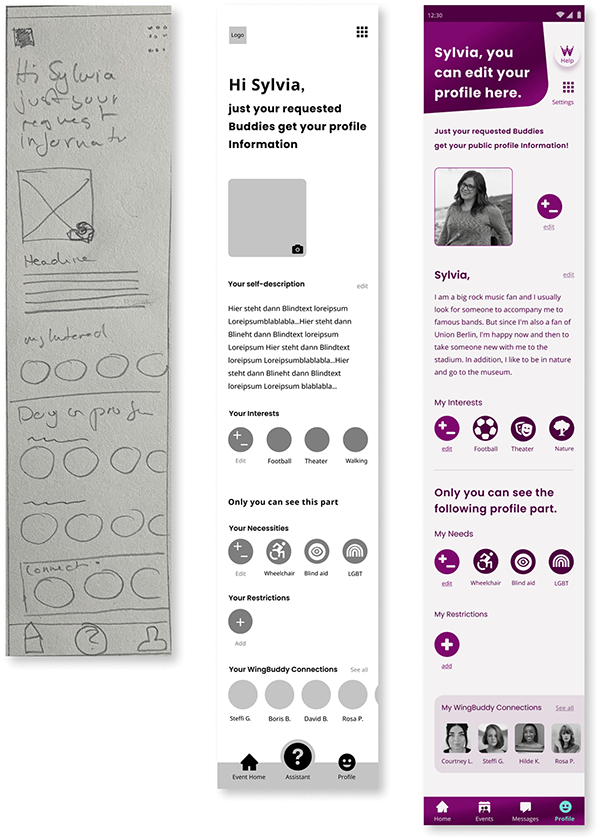 Hi Sylvia
just your
request
informatn
Headline
my Interest
Connect
?
Logo
Hi Sylvia,
just your requested
Buddies get your profile
Information
Your self-description
edit
Hier steht dann Blindtext loreipsum
Loreipsumblablabla...Hier steht dann
Blineht dann Blindtext loreipsum
Loreipsum Hier steht dann Blindtext
loreipsum Loreipsumblablabla...Hier
steht dann Blineht dann Blindtext
loreipsum Loreipsum blablabla...
Your Interests
Edit
Football
Theater
Walking
Only you can see this part
Your Necessities
Edit
Wheelchair
Blind aid
LGBT
Your Restrictions
Add
Your WingBuddy Connections
See all
Steffi G.
Boris B.
David B.
Rosa P.
?
Event Home
Assistant
Profile
12:30
Sylvia, you
can edit your
profile here.
Help
Settings
Just your requested Buddies
get your public profile Information!
edit
Sylvia,
edit
I am a big rock music fan and I usually
look for someone to accompany me to
famous bands. But since I'm also a fan of
Union Berlin, I'm happy now and then to
take someone new with me to the
stadium. In addition, I like to be in nature
and go to the museum.
My Interests
edit
Football
Theater
Nature
Only you can see the
following profile part.
My Needs
edit
Wheelchair
Blind aid
LGBT
My Restrictions
add
My WingBuddy Connections
See all
Courtney L.
Steffi G.
Hilde K.
Rosa P.
Home
Events
Messages
Profile